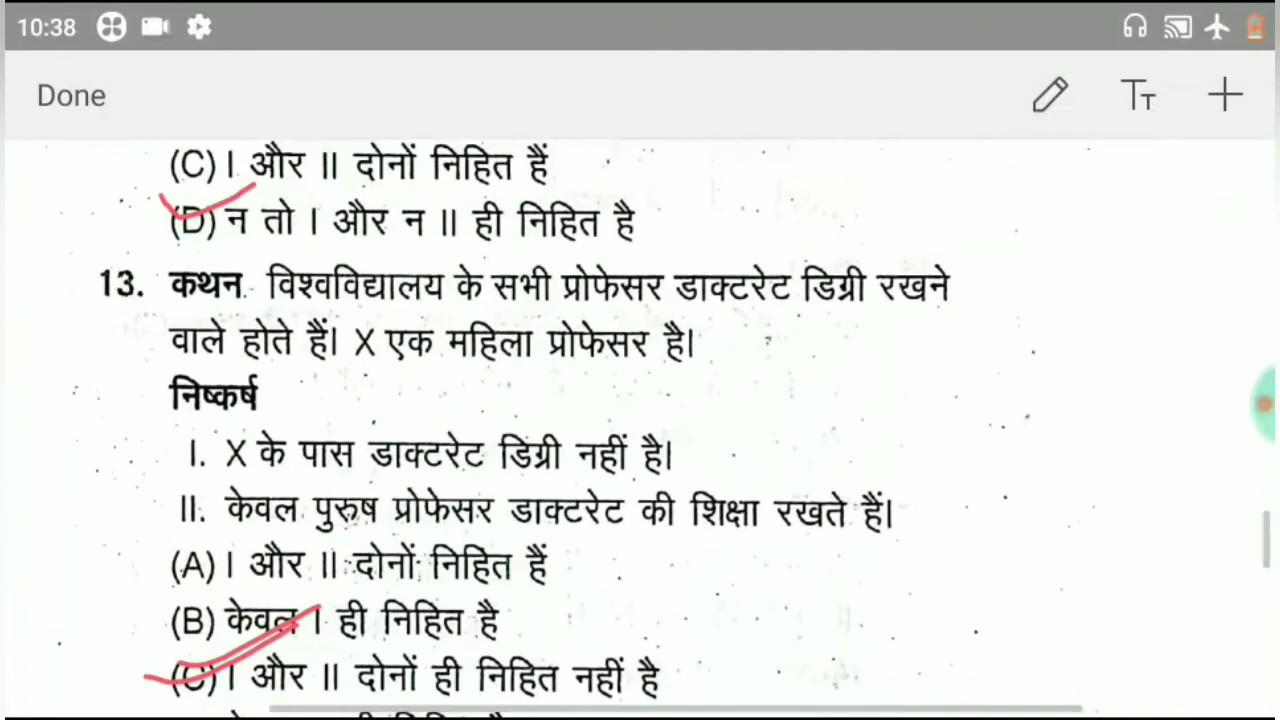 10:38
Done
(C) I और II दोनों निहित हैं
(D) न तो I और न II ही निहित है
13. कथन विश्वविद्यालय के सभी प्रोफेसर डाक्टरेट डिग्री रखने
वाले होते हैं। X एक महिला प्रोफेसर है।
निष्कर्ष
I. X के पास डाक्टरेट डिग्री नहीं है।
II. केवल पुरुष प्रोफेसर डाक्टरेट की शिक्षा रखते हैं।
(A) I और II दोनों निहित हैं
(B) केवल I ही निहित है
(C) I और II दोनों ही निहित नहीं है